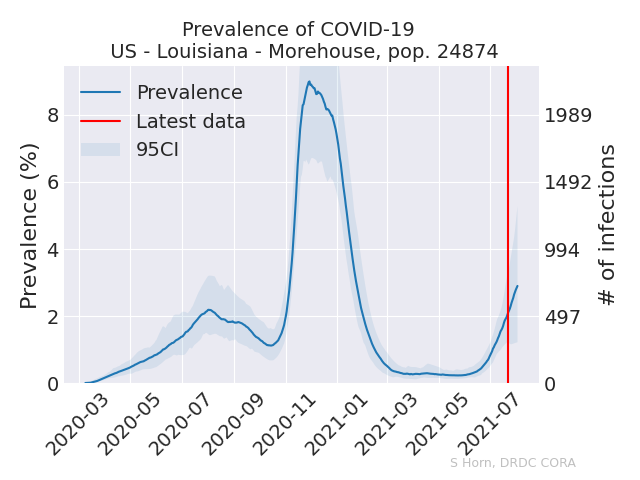 Prevalence of COVID-19
US - Louisiana - Morehouse, pop. 24874
Prevalence
Latest data
95CI
Prevalence (%)
8
6
4
2
0
# of infections
1989
1492
994
497
0
2020-03
2020-05
2020-07
2020-09
2020-11
2021-01
2021-03
2021-05
2021-07
S Horn, DRDC CORA